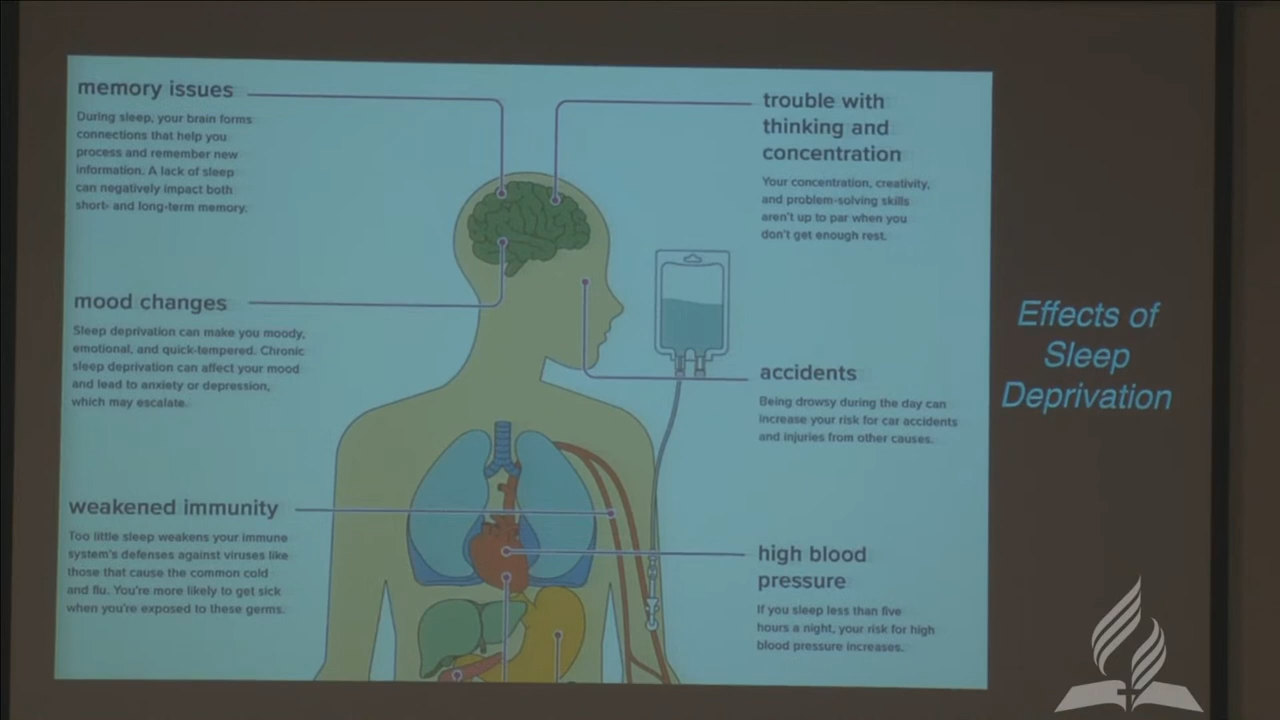 memory issues
During sleep, your brain forms
connections that help you
process and remember new
information. A lack of sleep
can negatively impact both
short- and long-term memory.
mood changes
Sleep deprivation can make you moody,
emotional, and quick-tempered. Chronic
sleep deprivation can affect your mood
and lead to anxiety or depression,
which may escalate.
weakened immunity
Too little sleep weakens your immune
system's defenses against viruses like
those that cause the common cold
and flu. You're more likely to get sick
when you're exposed to these germs.
trouble with
thinking and
concentration
Your concentration, creativity,
and problem-solving skills
aren't up to par when you
don't get enough rest.
accidents
Being drowsy during the day can
increase your risk for car accidents
and injuries from other causes.
high blood
pressure
If you sleep less than five
hours a night, your risk for high
blood pressure increases.
Effects of
Sleep
Deprivation